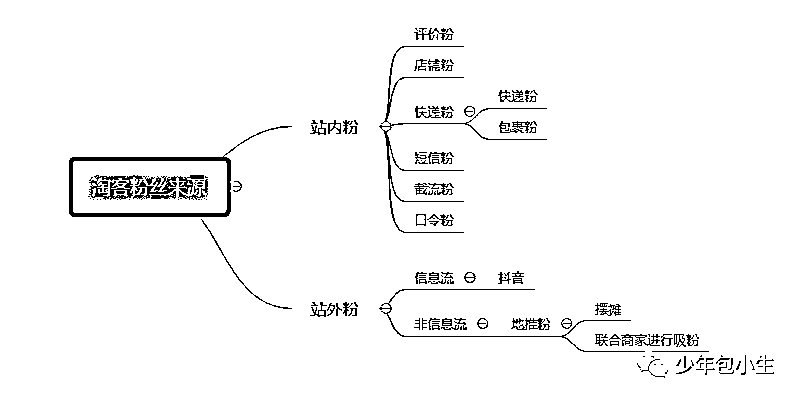 淘客粉丝来源
站内粉
评价粉
店铺粉
快递粉
快递粉
包裹粉
短信粉
截流粉
口令粉
站外粉
信息流
抖音
非信息流
地推粉
摆摊
联合商家进行吸粉
少年包小生